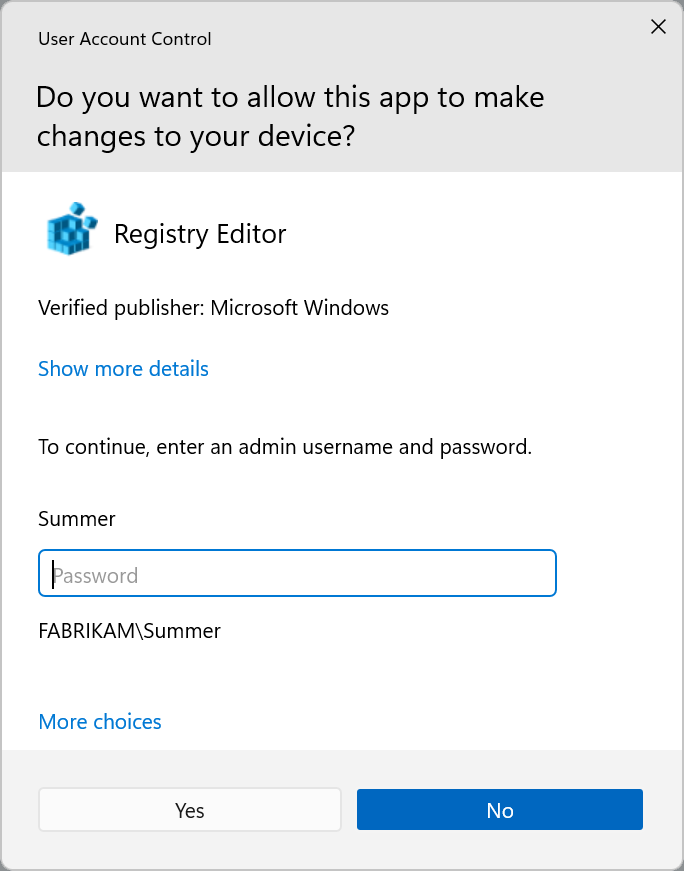 User Account Control
Do you want to allow this app to make
changes to your device?
Registry Editor
Verified publisher: Microsoft Windows
Show more details
To continue, enter an admin username and password.
Summer
Password
FABRIKAM\Summer
More choices
Yes
No